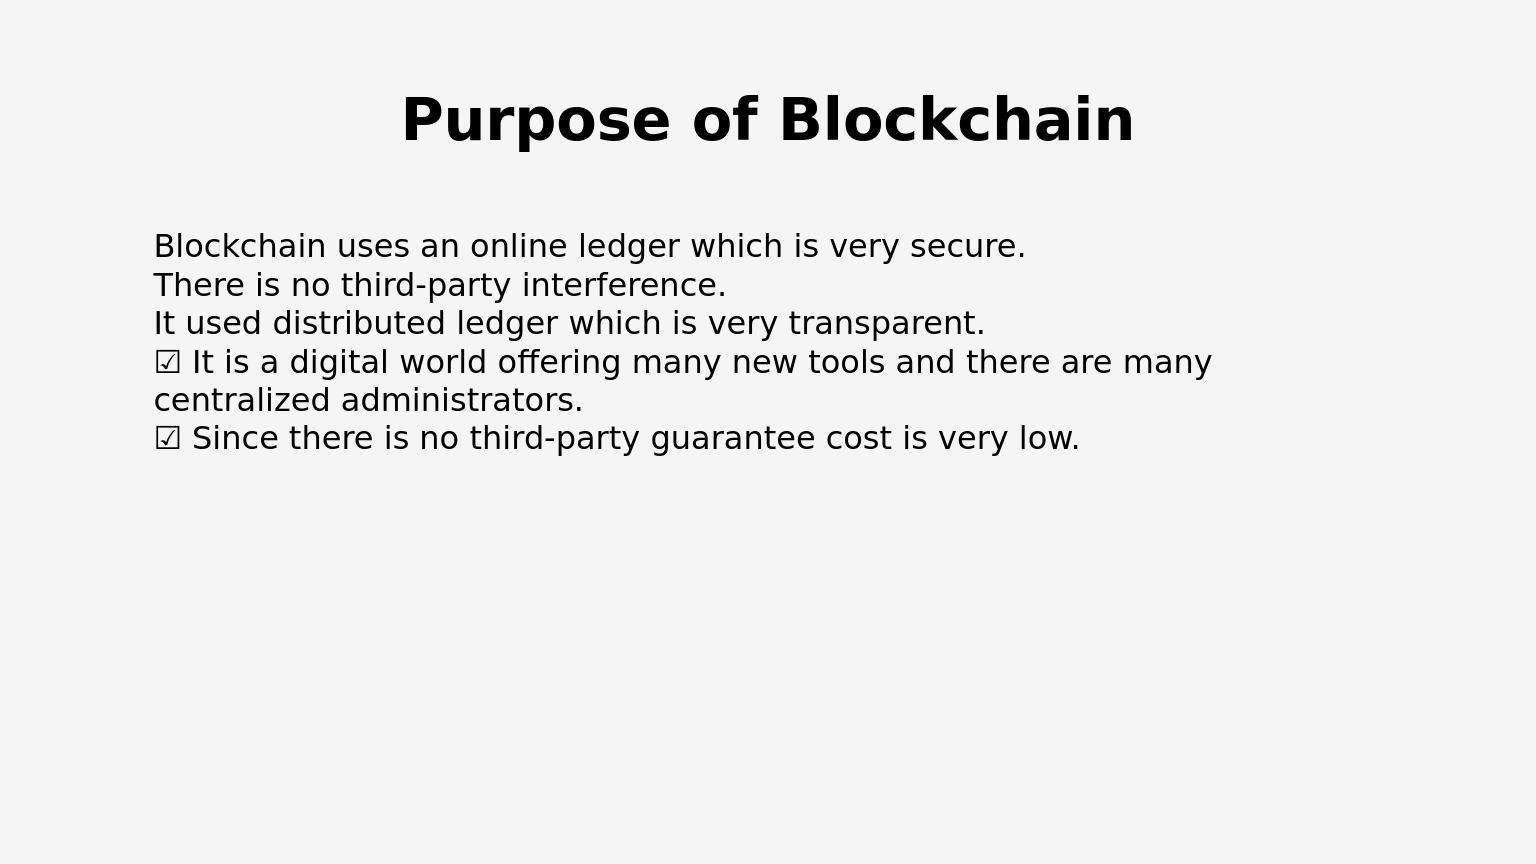 Purpose of Blockchain
Blockchain uses an online ledger which is very secure.
There is no third-party interference.
It used distributed ledger which is very transparent.
☑ It is a digital world offering many new tools and there are many
centralized administrators.
☑ Since there is no third-party guarantee cost is very low.